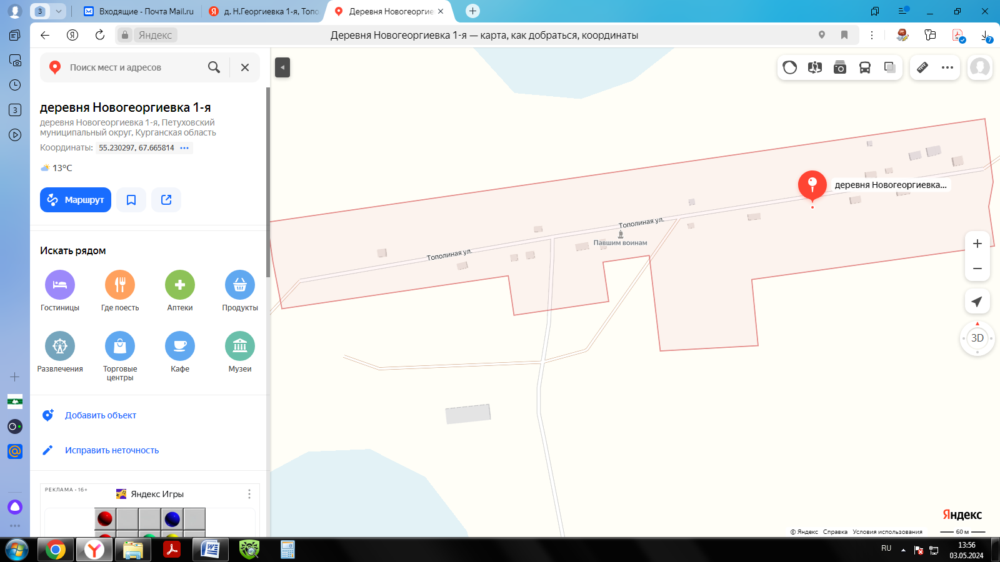 3
Входящие - Почта Mail.ru
д. Н.Георгиевка 1-я, Топо
Деревня Новогеоргие
Яндекс
Деревня Новогеоргиевка 1-я — карта, как добраться, координаты
7
3
Поиск мест и адресов
деревня Новогеоргиевка 1-я
деревня Новогеоргиевка 1-я, Петуховский
муниципальный округ, Курганская область
Координаты: 55.230297, 67.665814
13°C
Маршрут
Искать рядом
Гостиницы
Где поесть
Аптеки
Продукты
Развлечения
Торговые
центры
Кафе
Музеи
Добавить объект
Исправить неточность
РЕКЛАМА • 16+
Яндекс Игры
деревня Новогеоргиевка...
Тополиная ул.
Павшим воинам
Тополиная ул.
3D
Яндекс
© Яндекс Справка Условия использования
60 м
RU
13:56
03.05.2024